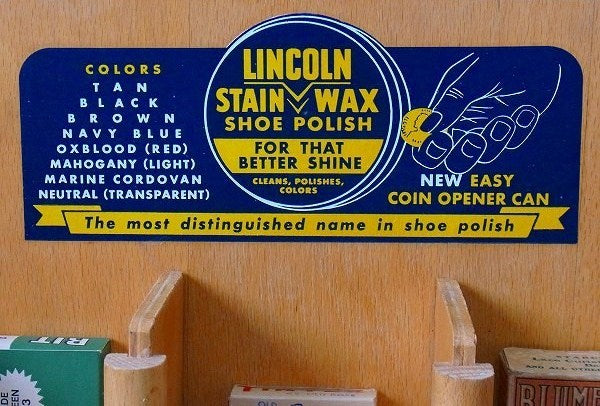 COLORS
TAN
BLACK
BROWN
NAVY BLUE
OXBLOOD (RED)
MAHOGANY (LIGHT)
MARINE CORDOVAN
NEUTRAL (TRANSPARENT)
LINCOLN
STAIN WAX
SHOE POLISH
FOR THAT
BETTER SHINE
CLEANS, POLISHES,
COLORS
NEW EASY
COIN OPENER CAN
The most distinguished name in shoe polish
RIT